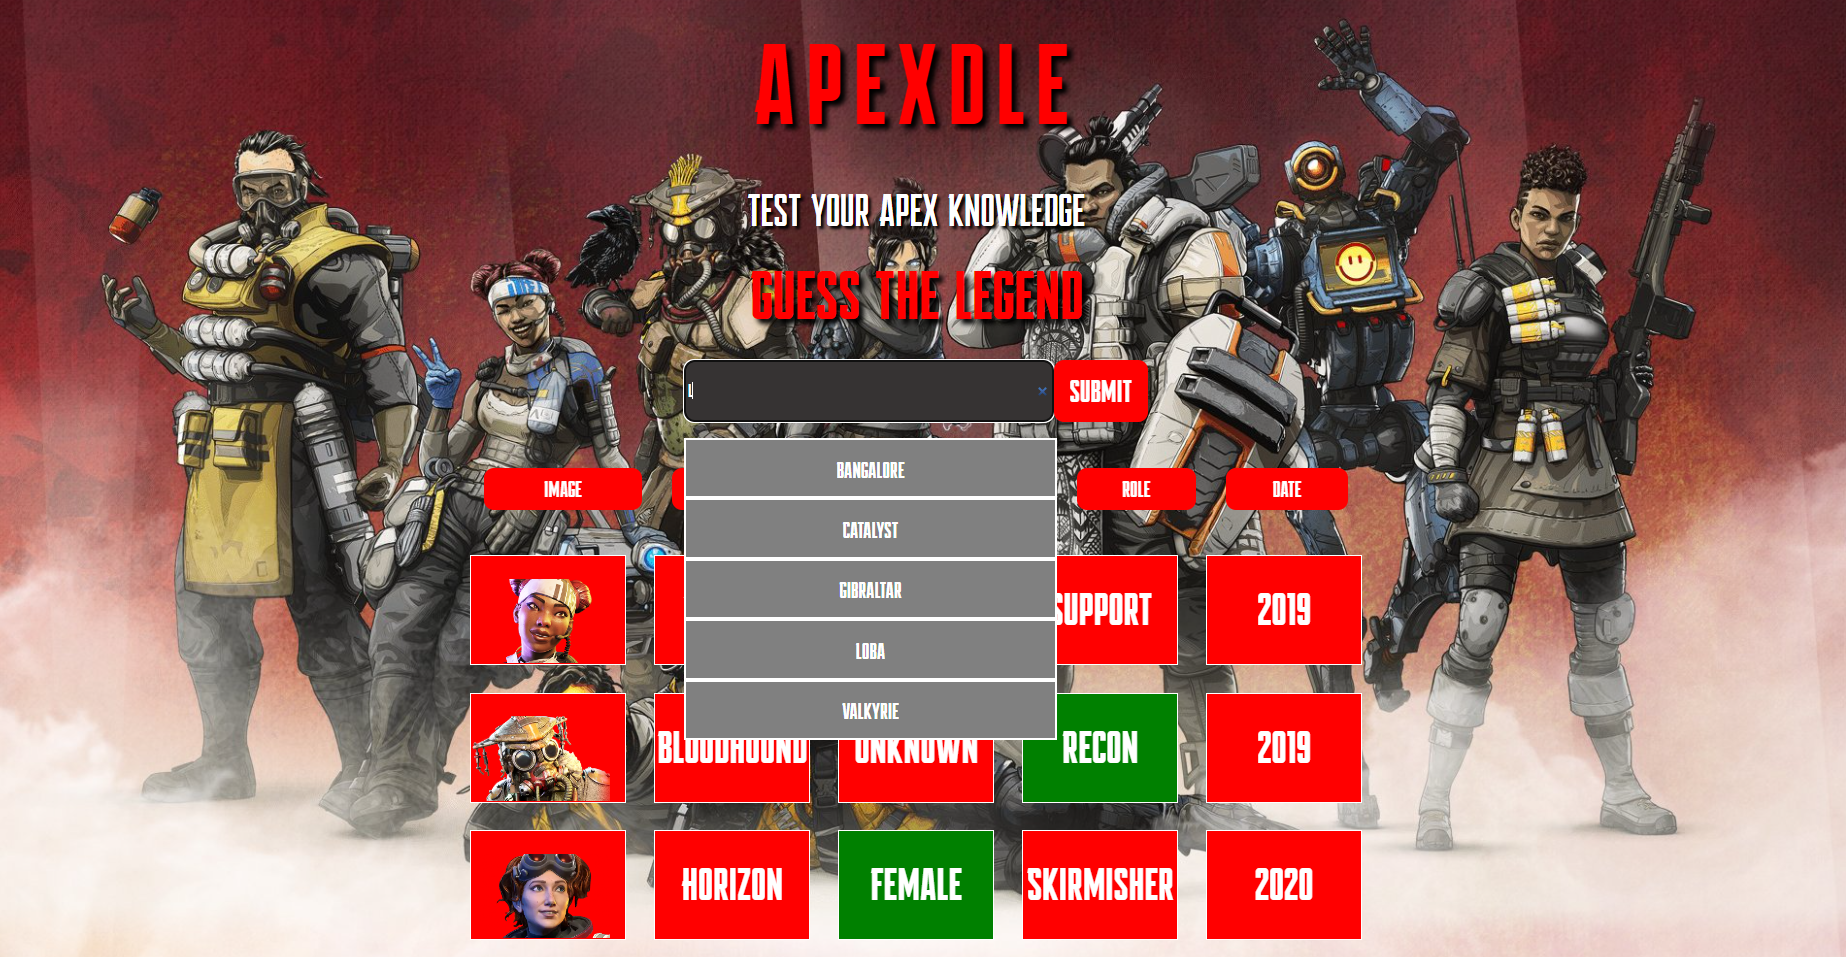 APEXDLE
TEST YOUR APEX KNOWLEDGE
GUESS THE LEGEND
L
SUBMIT
BANGALORE
CATALYST
GIBRALTAR
LOBA
VALKYRIE
IMAGE ROLE DATE
SUPPORT 2019
BLOODHOUND UNKNOWN RECON 2019
HORIZON FEMALE SKIRMISHER 2020